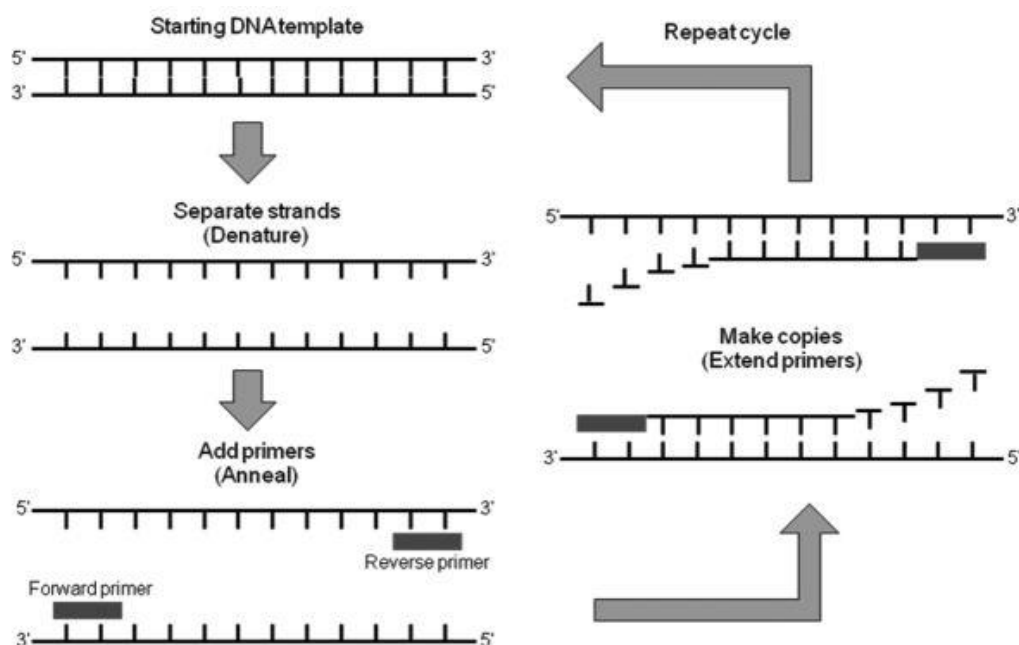 Starting DNA template
5' 3'
3' 5'
Separate strands
(Denature)
5' 3'
3' 5'
Add primers
(Anneal)
5' 3'
Reverse primer
Forward primer
3' 5'
Repeat cycle
5' 3'
Make copies
(Extend primers)
3' 5'